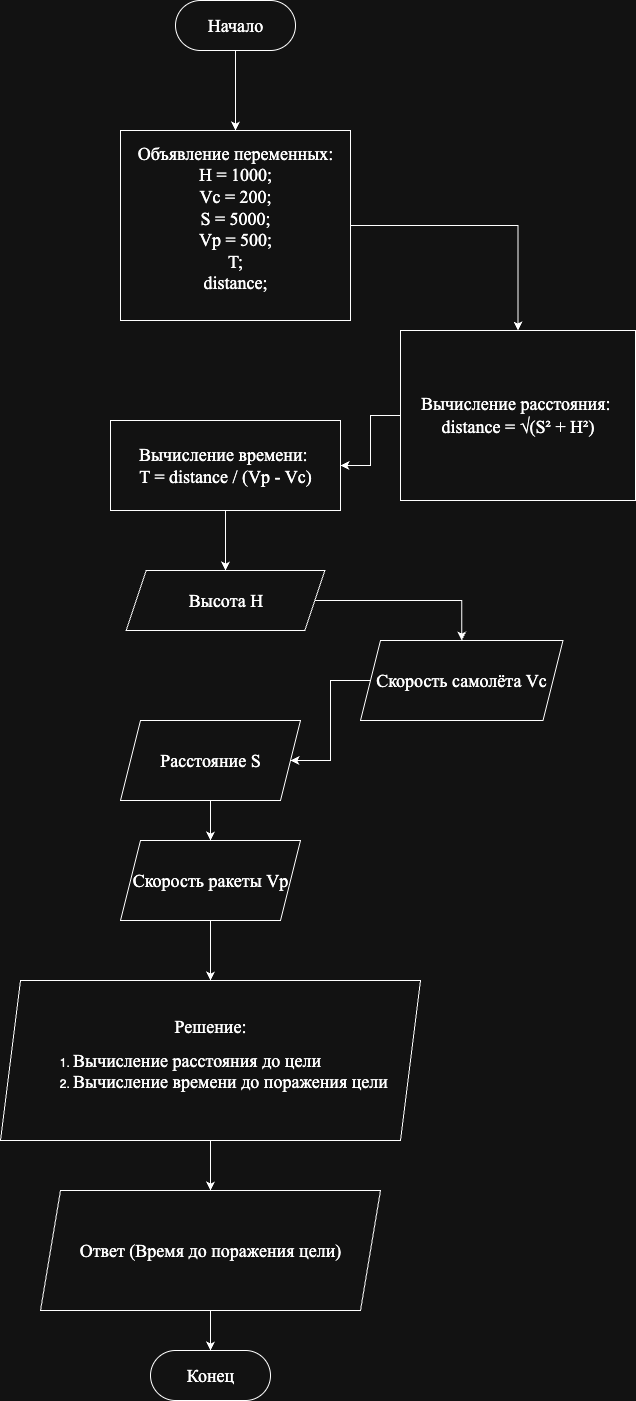 Начало
Объявление переменных:
H = 1000;
Vc = 200;
S = 5000;
Vp = 500;
T;
distance;
Вычисление расстояния:
distance = √(S² + H²)
Вычисление времени:
T = distance / (Vp - Vc)
Высота H
Скорость самолёта Vc
Расстояние S
Скорость ракеты Vp
Решение:
1. Вычисление расстояния до цели
2. Вычисление времени до поражения цели
Ответ (Время до поражения цели)
Конец